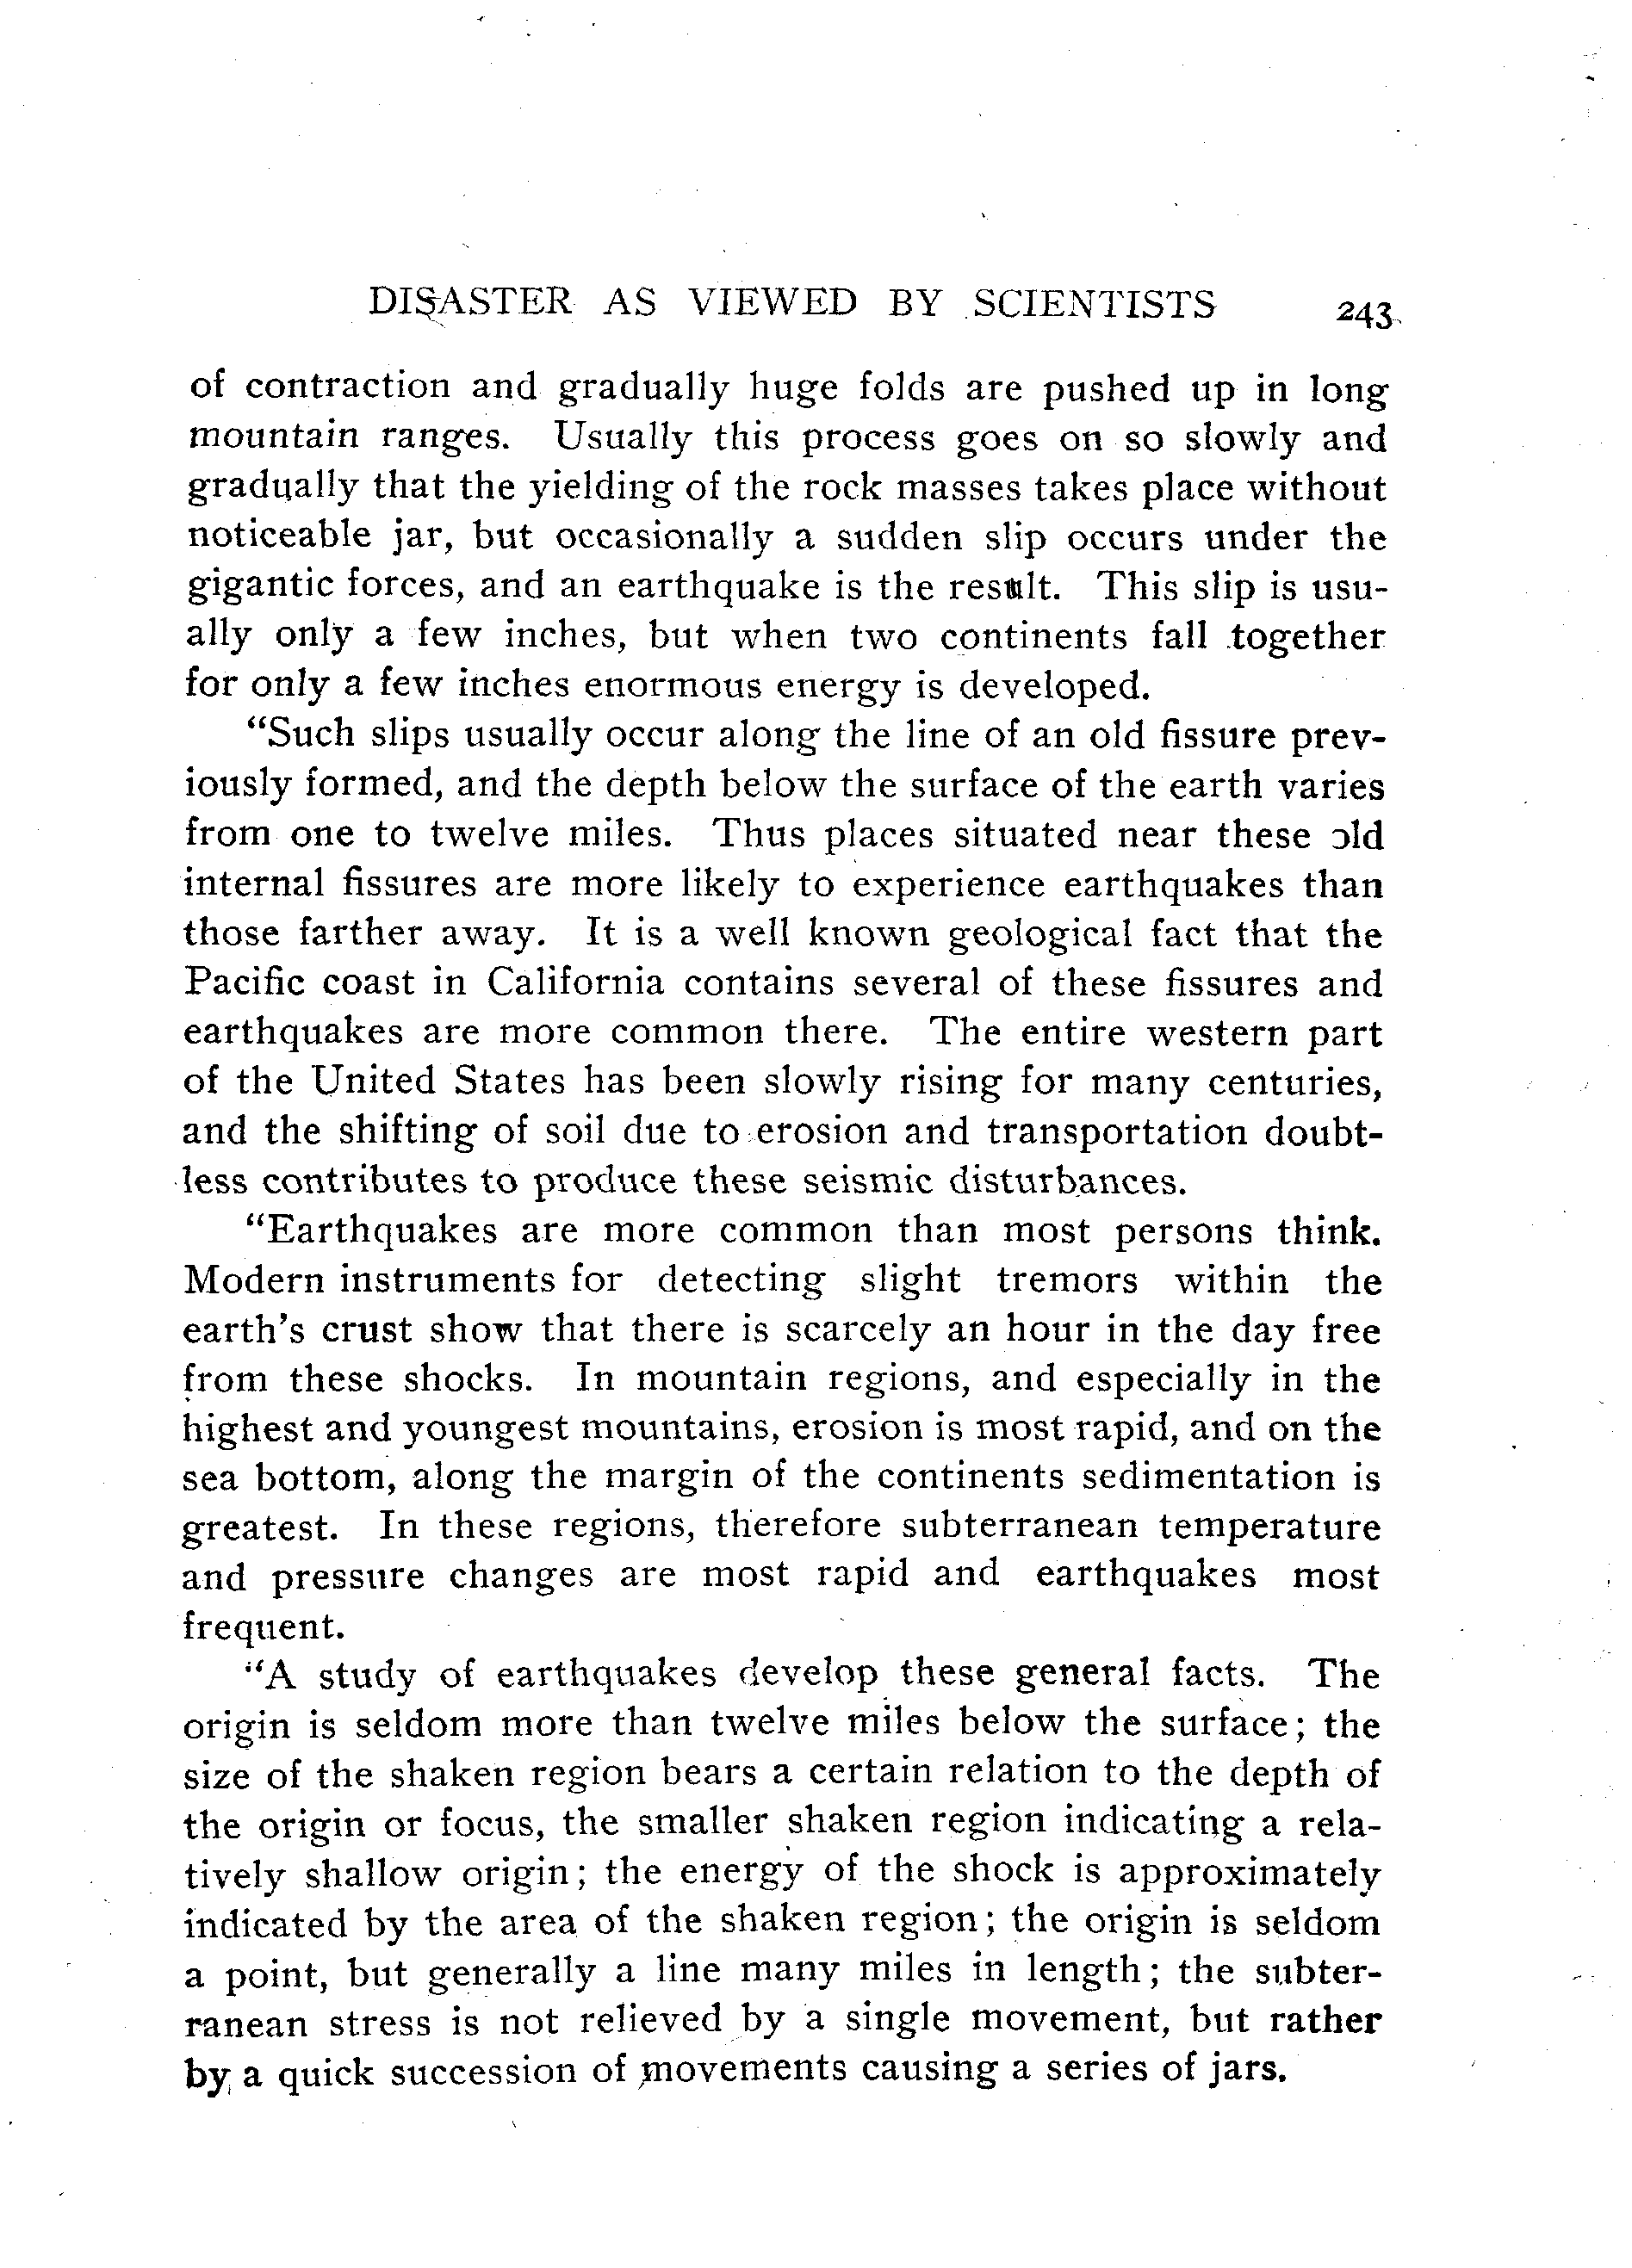 DISASTER AS VIEWED BY SCIENTISTS 243
of contraction and gradually huge folds are pushed up in long
mountain ranges. Usually this process goes on so slowly and
gradually that the yielding of the rock masses takes place without
noticeable jar, but occasionally a sudden slip occurs under the
gigantic forces, and an earthquake is the result. This slip is usu-
ally only a few inches, but when two continents fall together
for only a few inches enormous energy is developed.
"Such slips usually occur along the line of an old fissure prev-
iously formed, and the depth below the surface of the earth varies
from one to twelve miles. Thus places situated near these old
internal fissures are more likely to experience earthquakes than
those farther away. It is a well known geological fact that the
Pacific coast in California contains several of these fissures and
earthquakes are more common there. The entire western part
of the United States has been slowly rising for many centuries,
and the shifting of soil due to erosion and transportation doubt-
less contributes to produce these seismic disturbances.
"Earthquakes are more common than most persons think.
Modern instruments for detecting slight tremors within the
earth's crust show that there is scarcely an hour in the day free
from these shocks. In mountain regions, and especially in the
highest and youngest mountains, erosion is most rapid, and on the
sea bottom, along the margin of the continents sedimentation is
greatest. In these regions, therefore subterranean temperature
and pressure changes are most rapid and earthquakes most
frequent.
"A study of earthquakes develop these general facts. The
origin is seldom more than twelve miles below the surface; the
size of the shaken region bears a certain relation to the depth of
the origin or focus, the smaller shaken region indicating a rela-
tively shallow origin; the energy of the shock is approximately
indicated by the area of the shaken region; the origin is seldom
a point, but generally a line many miles in length; the subter-
ranean stress is not relieved by a single movement, but rather
by a quick succession of movements causing a series of jars.